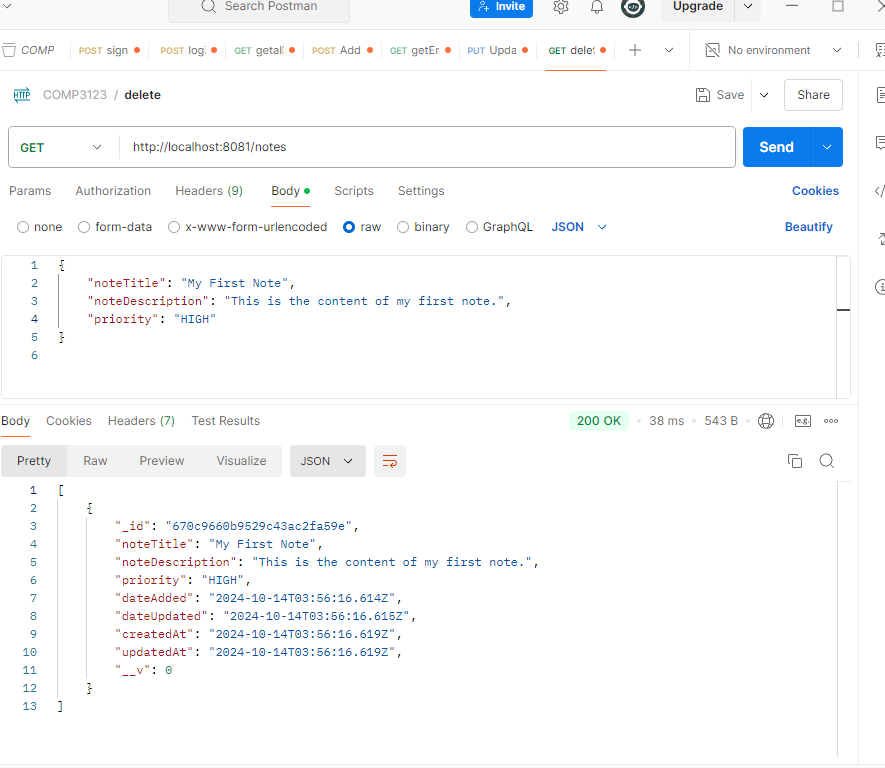 Search Postman
Invite
Upgrade
COMP
POST sign
POST log
GET getall
POST Add
GET getEr
PUT Upda
GET delet
No environment
HTTP
COMP3123 / delete
Save
Share
GET
http://localhost:8081/notes
Send
Params
Authorization
Headers (9)
Body
Scripts
Settings
Cookies
none
form-data
x-www-form-urlencoded
raw
binary
GraphQL
JSON
Beautify
1 {
2 "noteTitle": "My First Note",
3 "noteDescription": "This is the content of my first note.",
4 "priority": "HIGH"
5 }
6
Body
Cookies
Headers (7)
Test Results
200 OK
38 ms
543 B
e.g.
Pretty
Raw
Preview
Visualize
JSON
1 [
2 {
3 "_id": "670c9660b9529c43ac2fa59e",
4 "noteTitle": "My First Note",
5 "noteDescription": "This is the content of my first note.",
6 "priority": "HIGH",
7 "dateAdded": "2024-10-14T03:56:16.614Z",
8 "dateUpdated": "2024-10-14T03:56:16.615Z",
9 "createdAt": "2024-10-14T03:56:16.619Z",
10 "updatedAt": "2024-10-14T03:56:16.619Z",
11 "__v": 0
12 }
13 ]